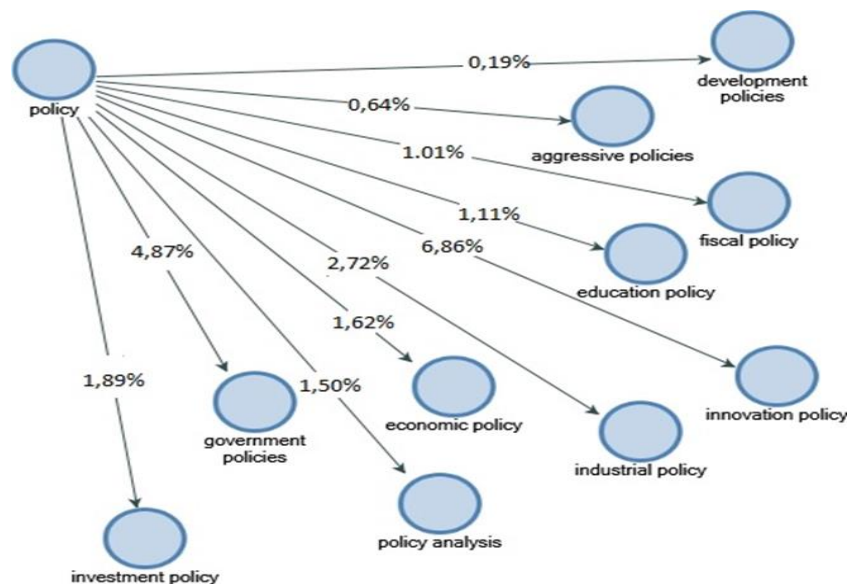 0,19%
development
policies
policy
0,64%
aggressive policies
1.01%
1,11%
fiscal policy
4,87%
6,86%
2,72%
education policy
1,62%
1,89%
1,50%
innovation policy
economic policy
government
policies
industrial policy
policy analysis
investment policy